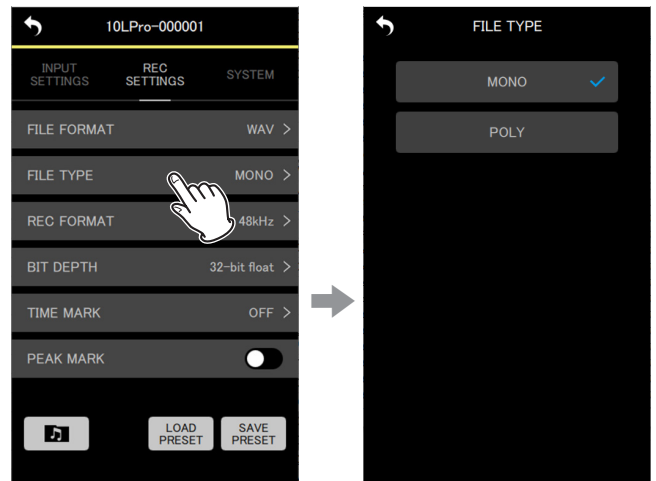 10LPro-000001
INPUT
SETTINGS
REC
SETTINGS
SYSTEM
FILE FORMAT WAV >
FILE TYPE MONO >
REC FORMAT 48kHz >
BIT DEPTH 32-bit float >
TIME MARK OFF >
PEAK MARK
LOAD
PRESET
SAVE
PRESET
FILE TYPE
MONO
POLY